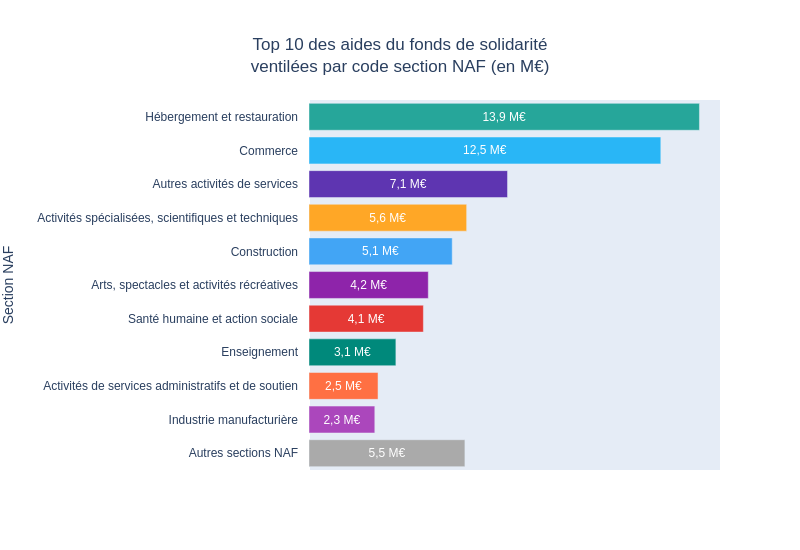 Top 10 des aides du fonds de solidarité
ventilées par code section NAF (en M€)
Section NAF
Hébergement et restauration 13,9 M€
Commerce 12,5 M€
Autres activités de services 7,1 M€
Activités spécialisées, scientifiques et techniques 5,6 M€
Construction 5,1 M€
Arts, spectacles et activités récréatives 4,2 M€
Santé humaine et action sociale 4,1 M€
Enseignement 3,1 M€
Activités de services administratifs et de soutien 2,5 M€
Industrie manufacturière 2,3 M€
Autres sections NAF 5,5 M€